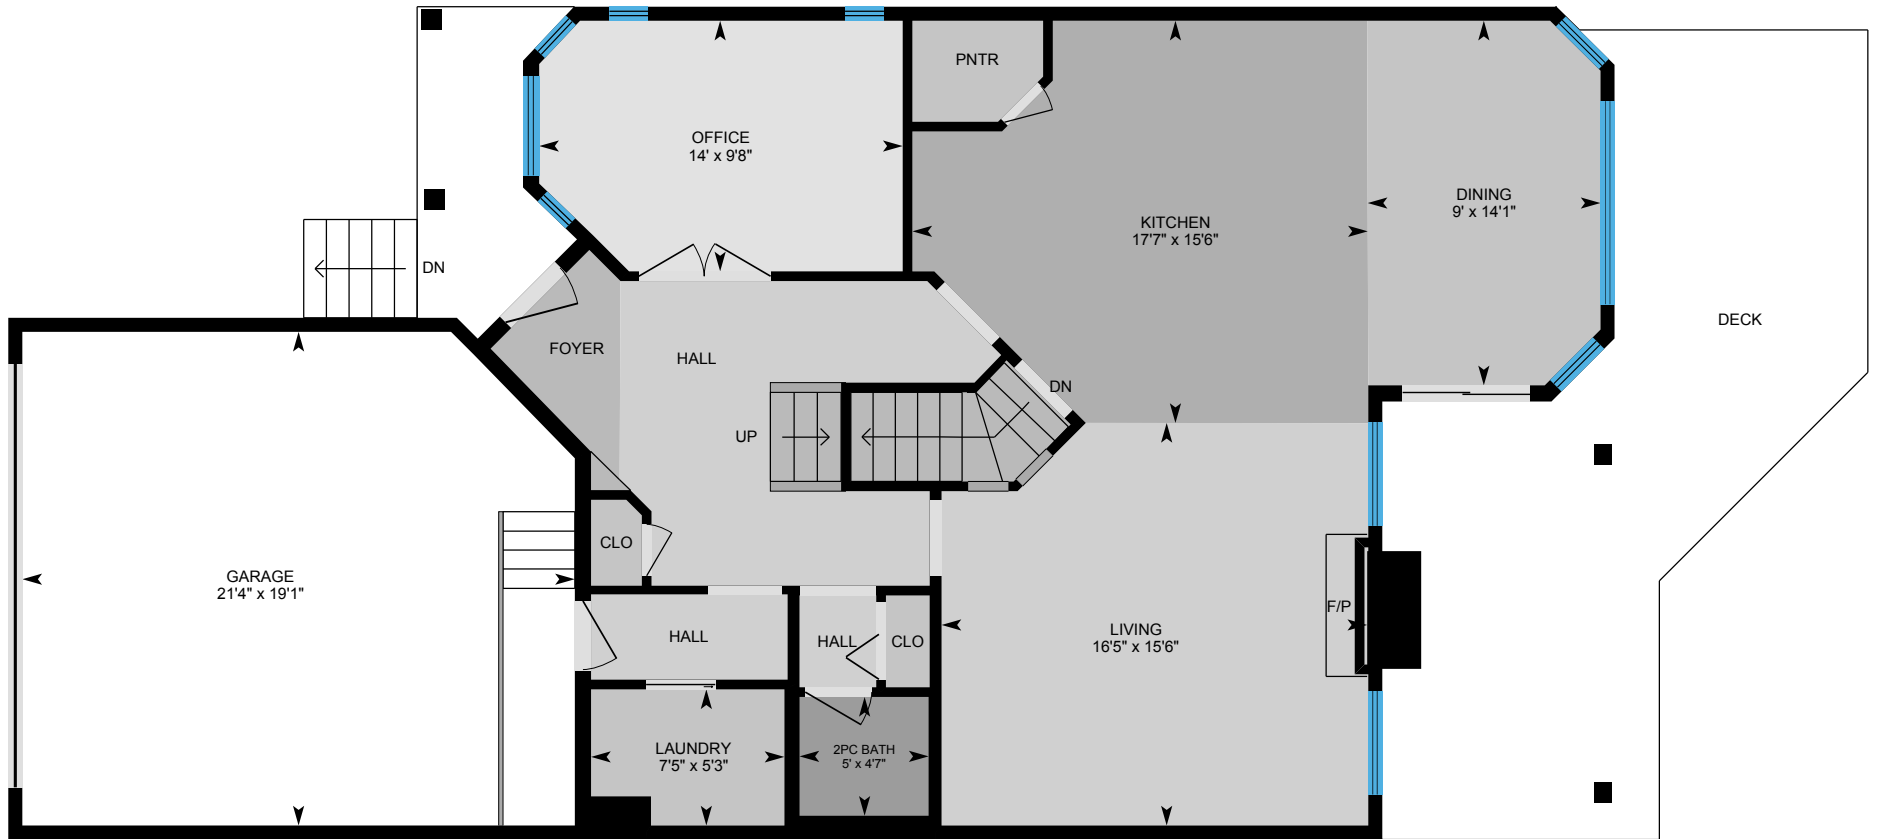 PNTR
OFFICE
14' x 9'8"
DINING
9' x 14'1"
KITCHEN
17'7" x 15'6"
DN
DECK
FOYER
HALL
DN
UP
CLO
GARAGE
21'4" x 19'1"
F/P
LIVING
16'5" x 15'6"
HALL
HALL
CLO
LAUNDRY
7'5" x 5'3"
2PC BATH
5' x 4'7"